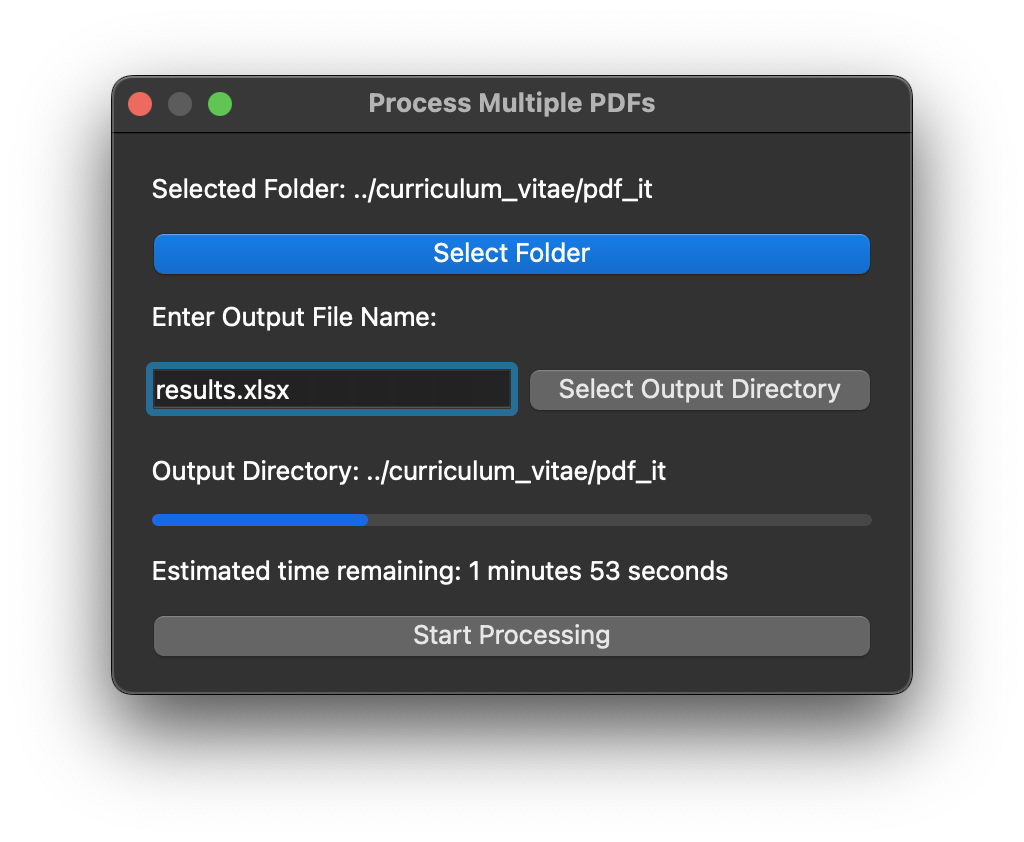 Process Multiple PDFs
Selected Folder: ../curriculum_vitae/pdf_it
Select Folder
Enter Output File Name:
results.xlsx
Select Output Directory
Output Directory: ../curriculum_vitae/pdf_it
Estimated time remaining: 1 minutes 53 seconds
Start Processing